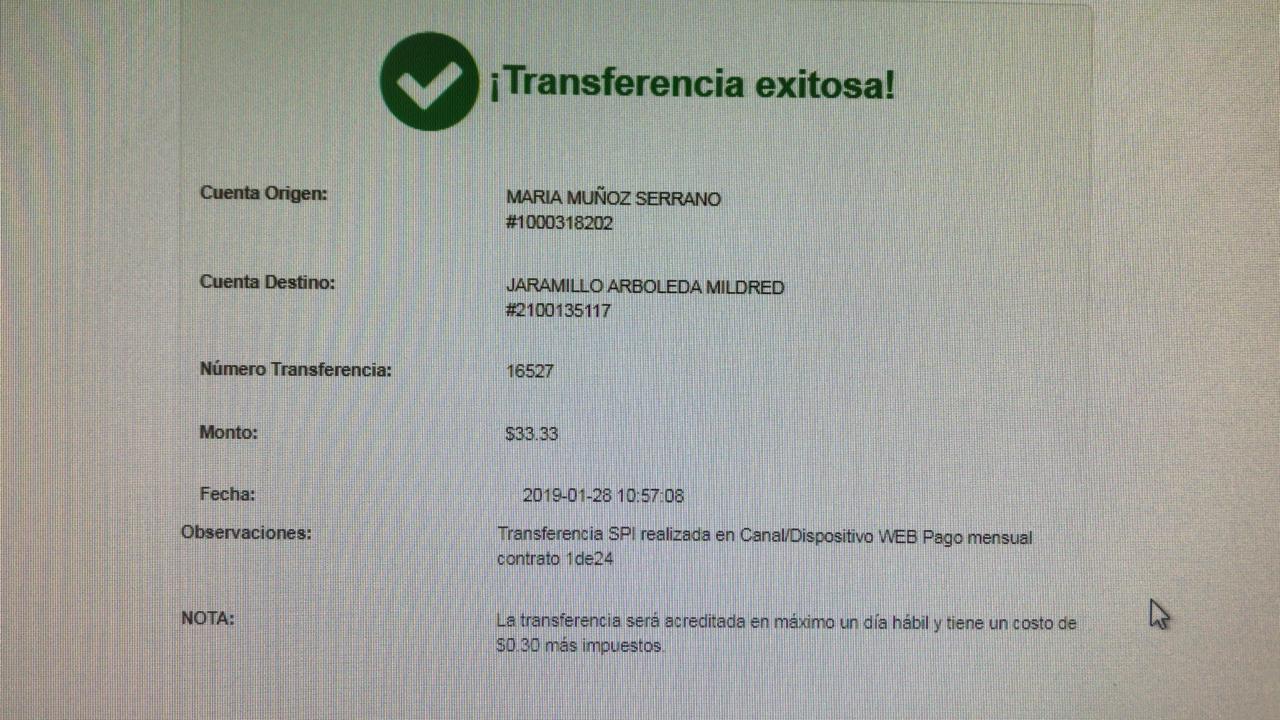 ¡Transferencia exitosa!
Cuenta Origen: MARIA MUÑOZ SERRANO
#1000318202
Cuenta Destino: JARAMILLO ARBOLEDA MILDRED
#2100135117
Número Transferencia: 16527
Monto: $33.33
Fecha: 2019-01-28 10:57:08
Observaciones: Transferencia SPI realizada en Canal/Dispositivo WEB Pago mensual
contrato 1de24
NOTA: La transferencia será acreditada en máximo un día hábil y tiene un costo de
$0.30 más impuestos.